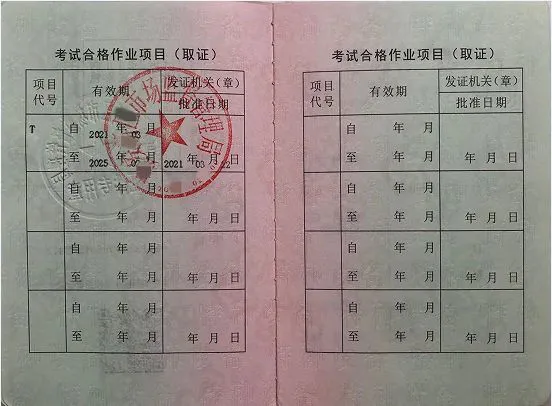 考试合格作业项目（取证）
项目代号 有效期 发证机关（章）
批准日期
T 自 2021 年 03 月
至 2025 年 月 2021 年 03 月 日
自 年 月
至 年 月 年 月 日
自 年 月
至 年 月 年 月 日
自 年 月
至 年 月 年 月 日
市场监 管理局
考试合格作业项目（取证）
项目代号 有效期 发证机关（章）
批准日期
自 年 月
至 年 月 年 月 日
自 年 月
至 年 月 年 月 日
自 年 月
至 年 月 年 月 日
自 年 月
至 年 月 年 月 日